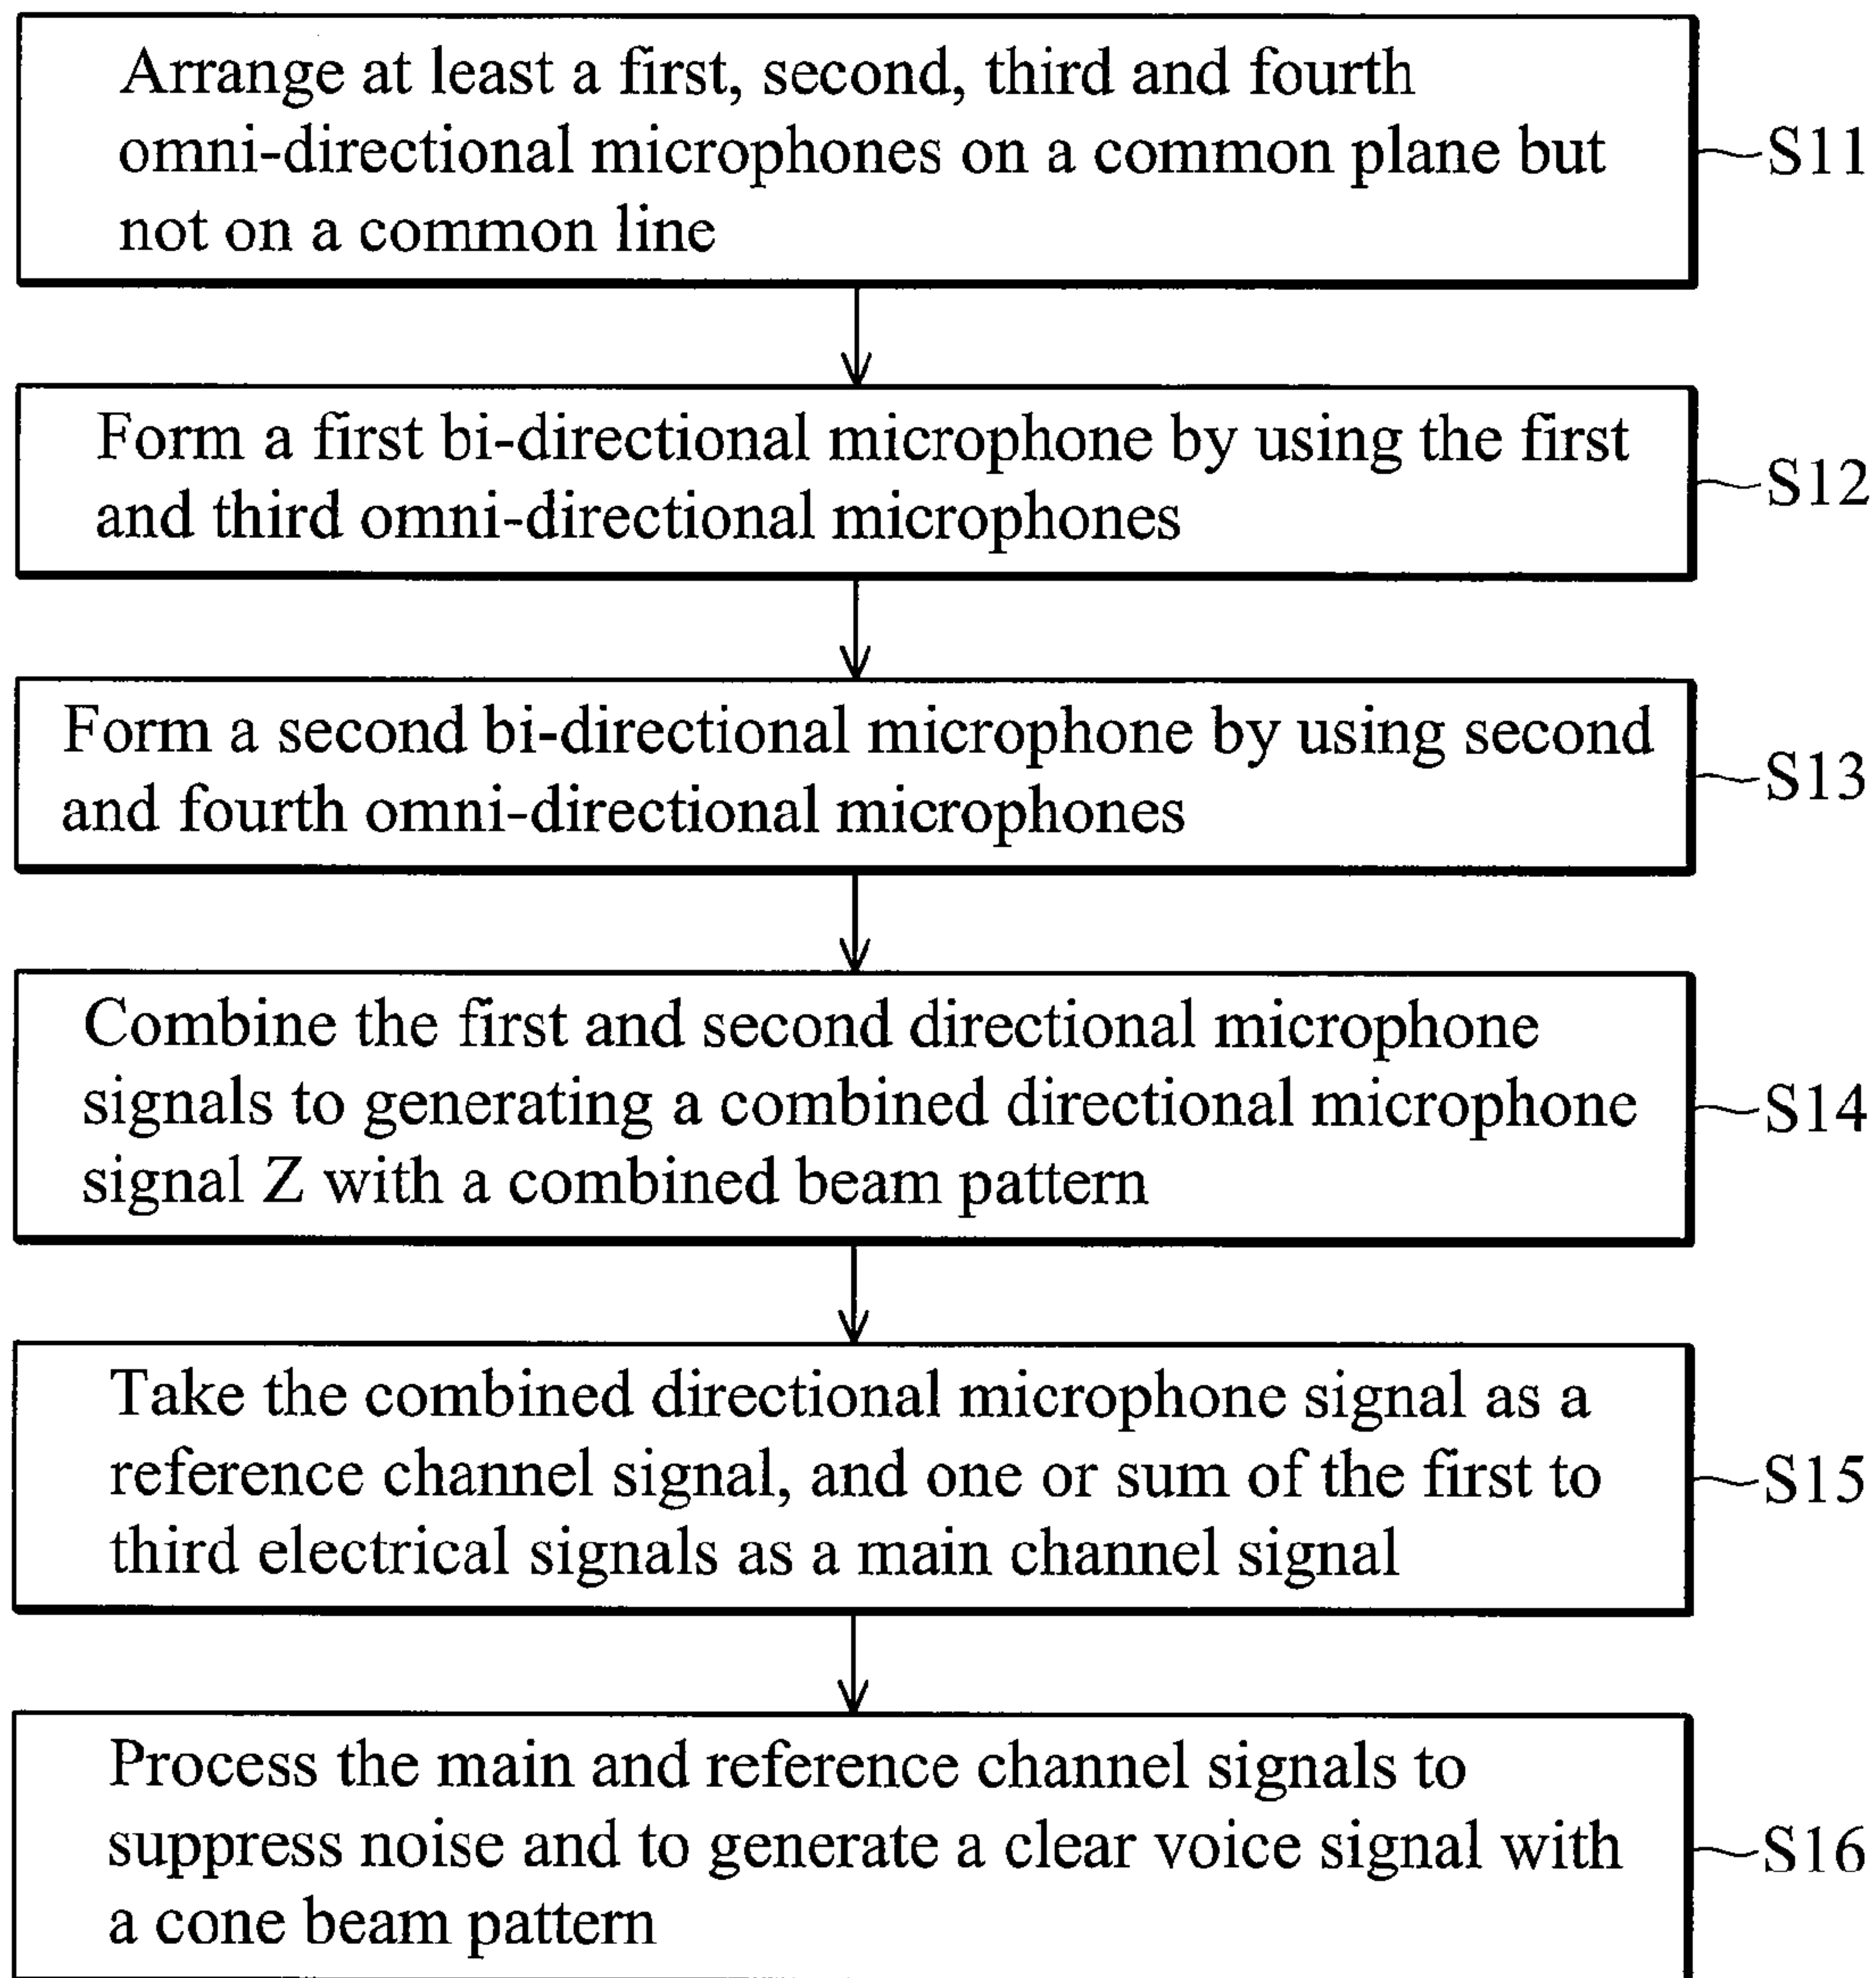 Arrange at least a first, second, third and fourth
omni-directional microphones on a common plane but
not on a common line
S11
Form a first bi-directional microphone by using the first
and third omni-directional microphones
S12
Form a second bi-directional microphone by using second
and fourth omni-directional microphones
S13
Combine the first and second directional microphone
signals to generating a combined directional microphone
signal Z with a combined beam pattern
S14
Take the combined directional microphone signal as a
reference channel signal, and one or sum of the first to
third electrical signals as a main channel signal
S15
Process the main and reference channel signals to
suppress noise and to generate a clear voice signal with
a cone beam pattern
S16